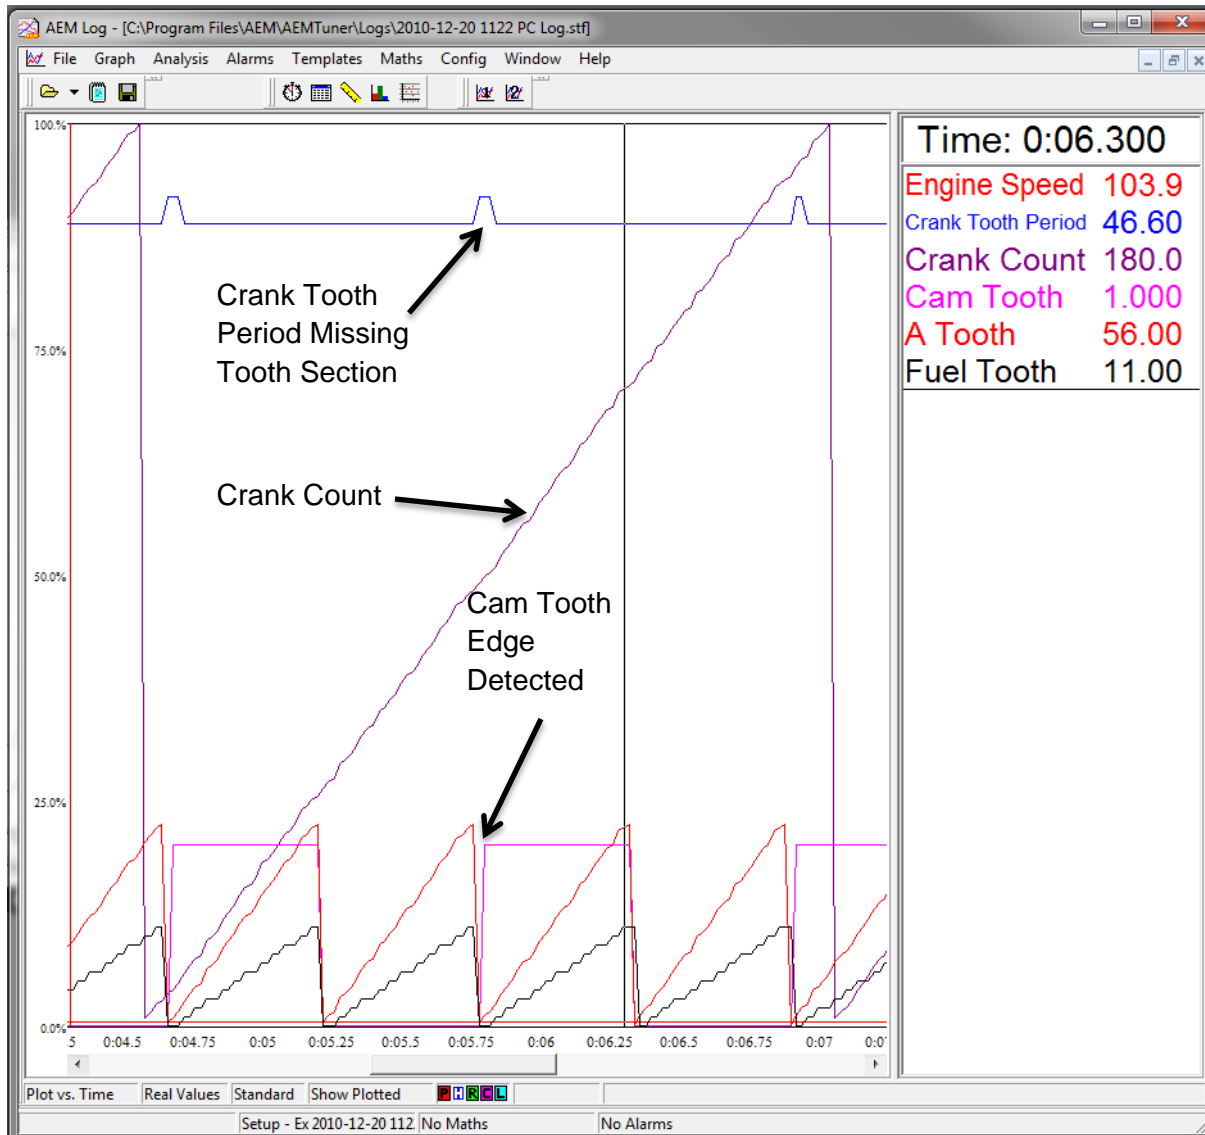 AEM Log - [C:\Program Files\AEM\AEMTuner\Logs\2010-12-20 1122 PC Log.stf]
File Graph Analysis Alarms Templates Maths Config Window Help
Time: 0:06.300
Engine Speed 103.9
Crank Tooth Period 46.60
Crank Count 180.0
Cam Tooth 1.000
A Tooth 56.00
Fuel Tooth 11.00
100.%
75.0%
50.0%
25.0%
0.0%
Crank Tooth
Period Missing
Tooth Section
Crank Count
Cam Tooth
Edge
Detected
5 0:04.5 0:04.75 0:05 0:05.25 0:05.5 0:05.75 0:06 0:06.25 0:06.5 0:06.75 0:07 0:07
Plot vs. Time Real Values Standard Show Plotted P H R C L
Setup - Ex 2010-12-20 112 No Maths No Alarms